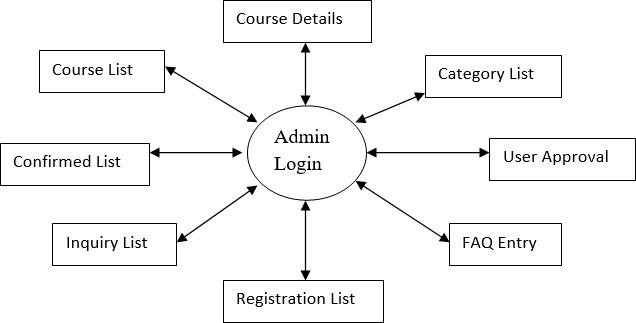 Course Details
Course List
Category List
Admin
Login
Confirmed List
User Approval
Inquiry List
FAQ Entry
Registration List